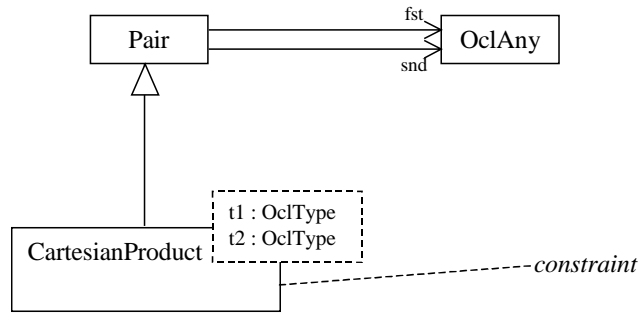 fst
Pair
OclAny
snd
t1 : OclType
t2 : OclType
CartesianProduct
constraint